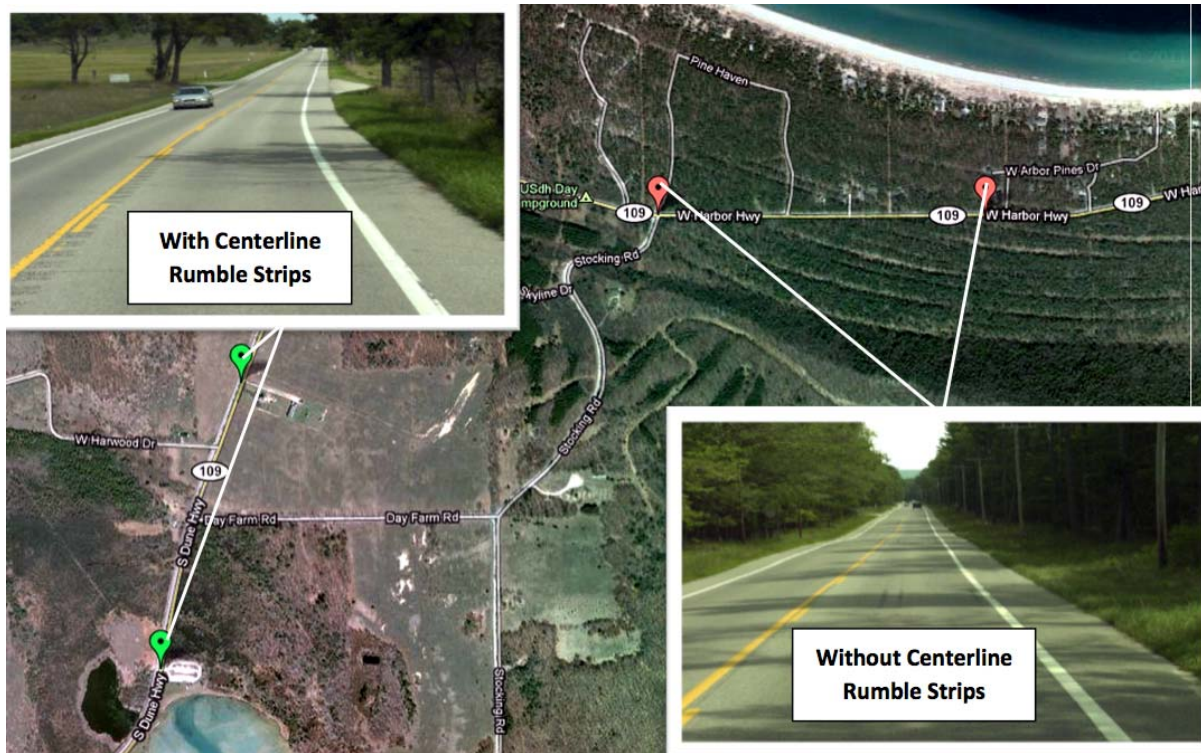 With Centerline
Rumble Strips
Pine Haven
W Arbor Pines Dr
USdh Day
mpground
109
W Harbor Hwy
109
W Harbor Hwy
109
W Ha
Stocking Rd
Skyline Dr
Stocking Rd
W Harwood Dr
109
S Dune Hwy
Day Farm Rd
Day Farm Rd
S Dune Hwy
Stocking Rd
Without Centerline
Rumble Strips